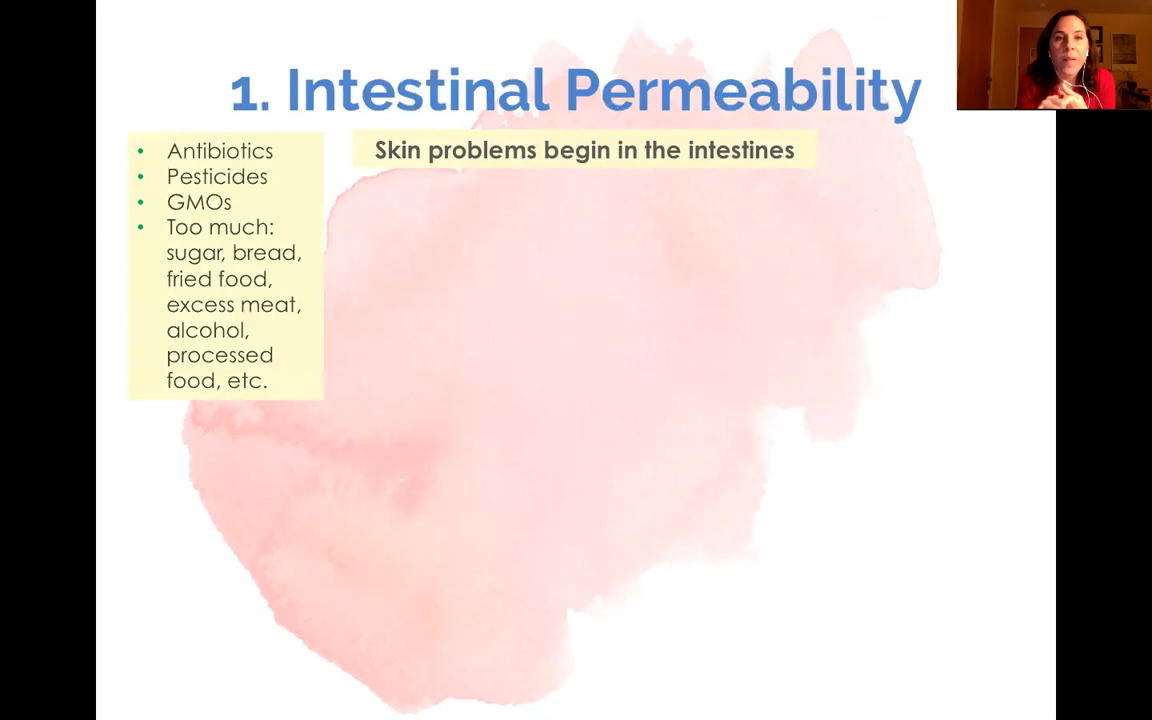 1. Intestinal Permeability
• Antibiotics
• Pesticides
• GMOs
• Too much:
sugar, bread,
fried food,
excess meat,
alcohol,
processed
food, etc.
Skin problems begin in the intestines